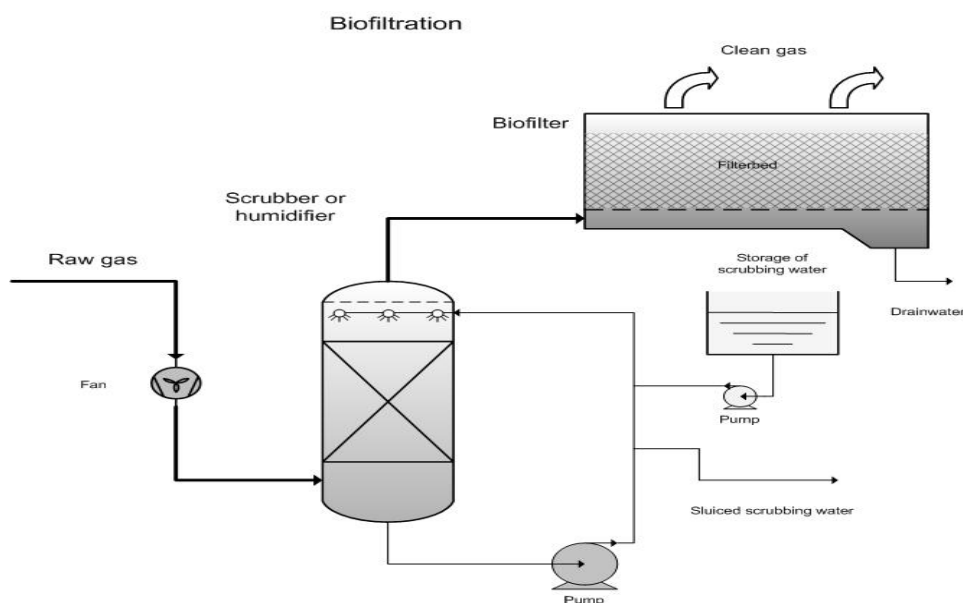 Biofiltration
Clean gas
Biofilter
Filterbed
Scrubber or
humidifier
Raw gas
Storage of
scrubbing water
Drainwater
Fan
Pump
Sluiced scrubbing water
Pump